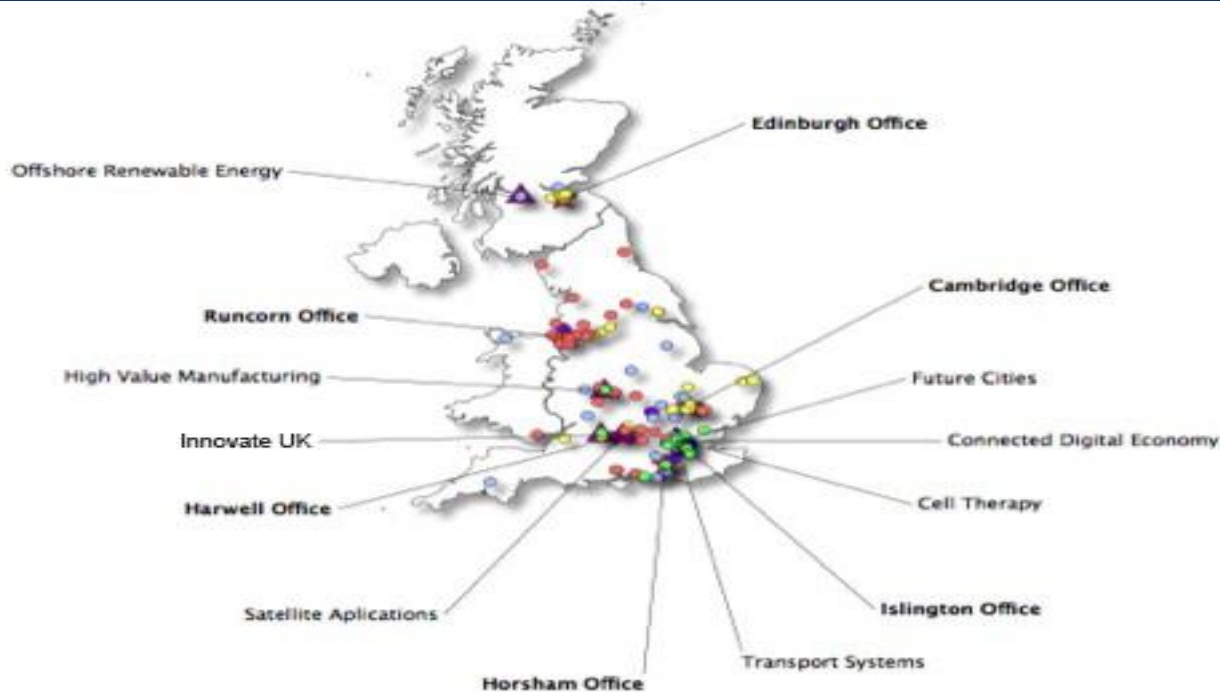 Edinburgh Office
Offshore Renewable Energy
Cambridge Office
Runcorn Office
High Value Manufacturing
Future Cities
Innovate UK
Connected Digital Economy
Harwell Office
Cell Therapy
Satellite Aplications
Islington Office
Transport Systems
Horsham Office